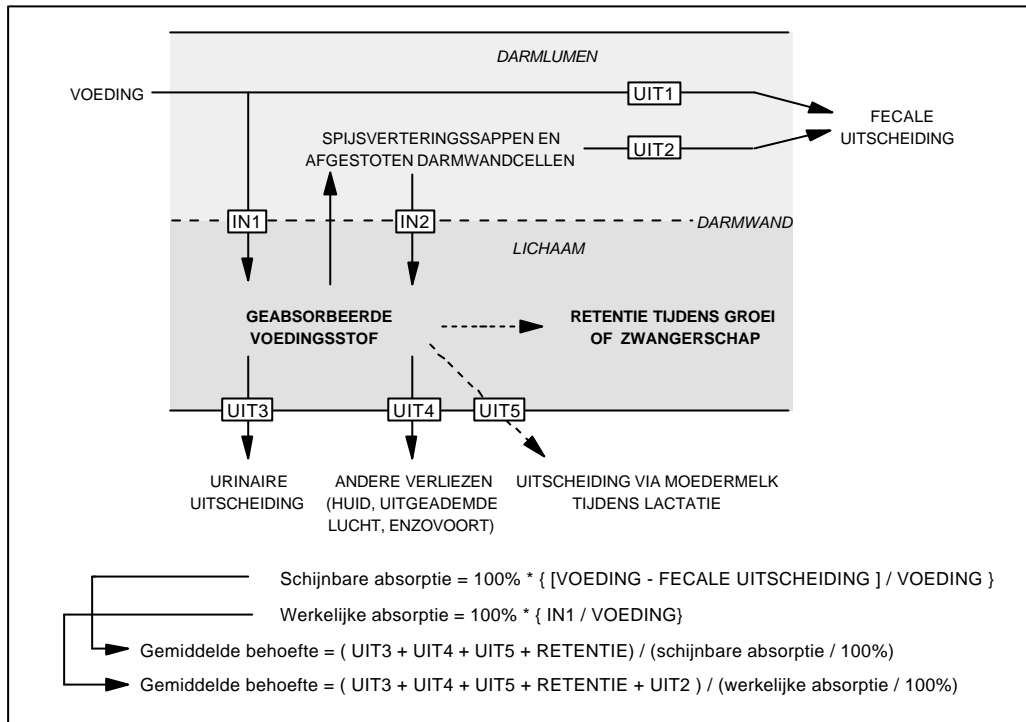 DARMLUMEN
VOEDING
UIT1
FECALE
UITSCHEIDING
SPIJSVERTERINGSSAPPEN EN
AFGESTOTEN DARMWANDCELLEN
UIT2
IN1
IN2
DARMWAND
LICHAAM
GEABSORBEERDE
VOEDINGSSTOF
RETENTIE TIJDENS GROEI
OF ZWANGERSCHAP
UIT3
UIT4
UIT5
URINAIRE
UITSCHEIDING
ANDERE VERLIEZEN
(HUID, UITGEADEMDE
LUCHT, ENZOVOORT)
UITSCHEIDING VIA MOEDERMELK
TIJDENS LACTATIE
Schijnbare absorptie = 100% * { [VOEDING - FECALE UITSCHEIDING ] / VOEDING }
Werkelijke absorptie = 100% * { IN1 / VOEDING}
Gemiddelde behoefte = ( UIT3 + UIT4 + UIT5 + RETENTIE) / (schijnbare absorptie / 100%)
Gemiddelde behoefte = ( UIT3 + UIT4 + UIT5 + RETENTIE + UIT2 ) / (werkelijke absorptie / 100%)